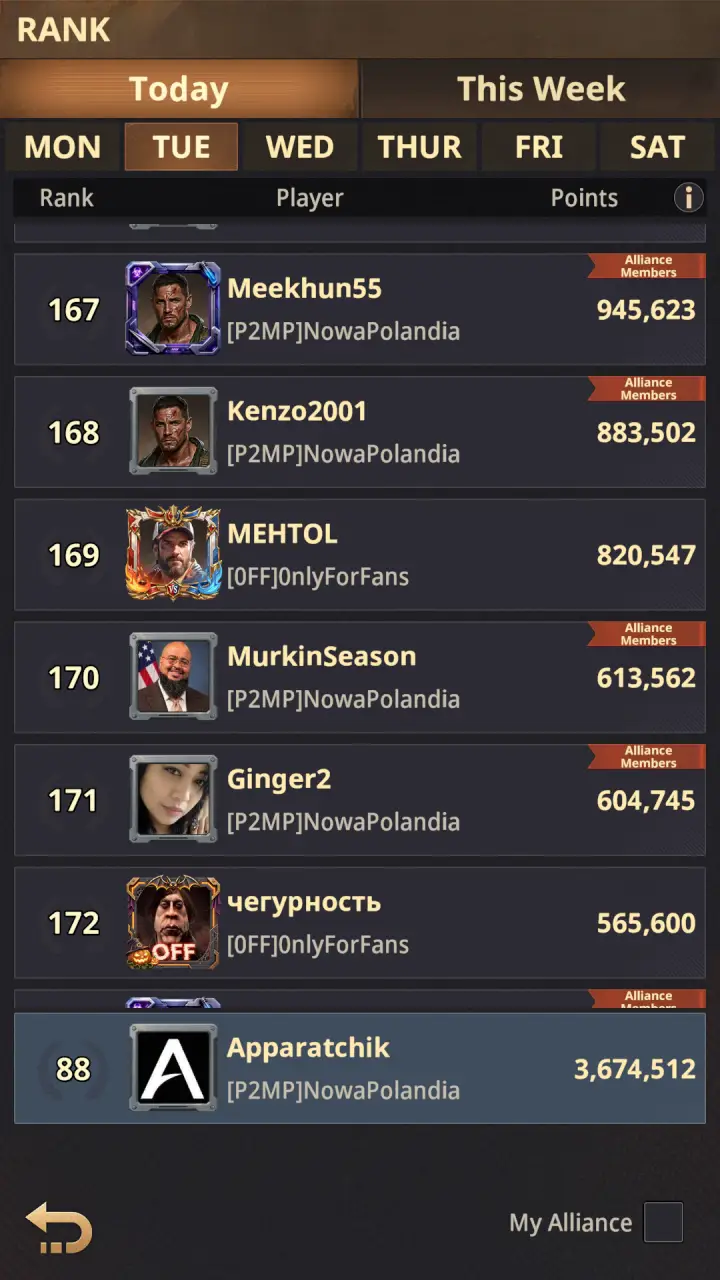 RANK
Today
This Week
MON
TUE
WED
THUR
FRI
SAT
Rank
Player
Points
i
167
Meekhun55
[P2MP]NowaPolandia
Alliance
Members
945,623
168
Kenzo2001
[P2MP]NowaPolandia
Alliance
Members
883,502
169
VS
MEHTOL
[0FF]0nlyForFans
820,547
170
MurkinSeason
[P2MP]NowaPolandia
Alliance
Members
613,562
171
Ginger2
[P2MP]NowaPolandia
Alliance
Members
604,745
172
OFF
чегурность
[0FF]0nlyForFans
565,600
Alliance
Members
88
A
Apparatchik
[P2MP]NowaPolandia
3,674,512
My Alliance